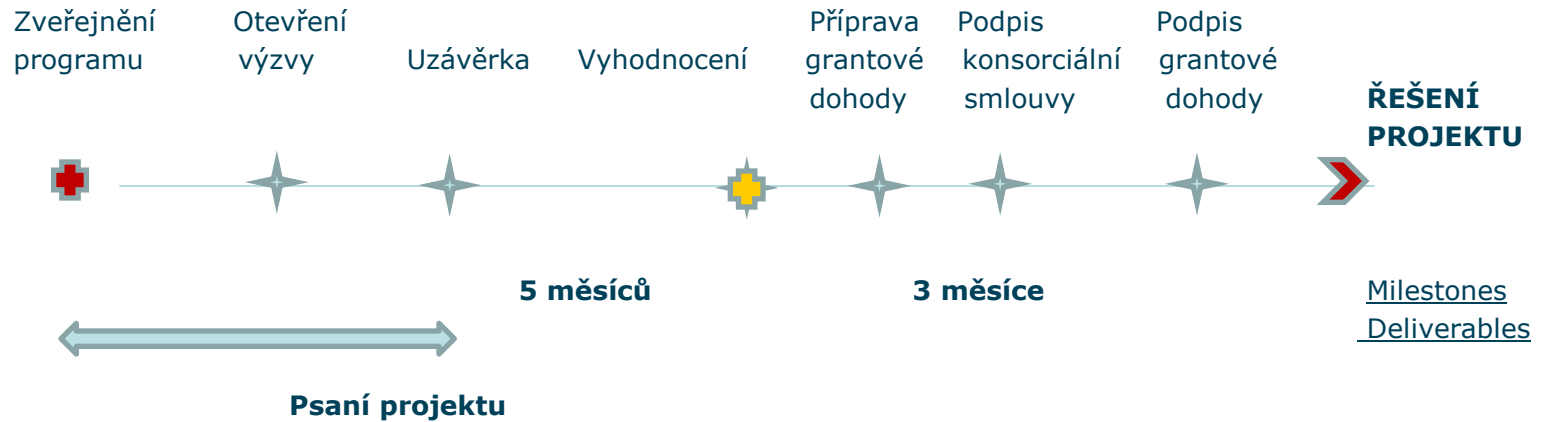 Zveřejnění
programu
Otevření
výzvy
Uzávěrka
Vyhodnocení
Příprava
grantové
dohody
Podpis
konsorciální
smlouvy
Podpis
grantové
dohody
ŘEŠENÍ
PROJEKTU
5 měsíců
3 měsíce
Milestones
Deliverables
Psaní projektu